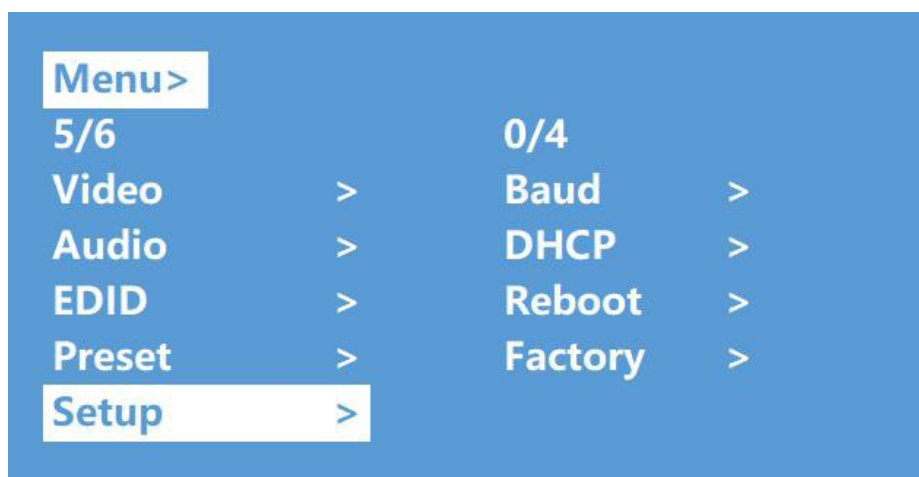 Menu>
5/6 0/4
Video > Baud >
Audio > DHCP >
EDID > Reboot >
Preset > Factory >
Setup >